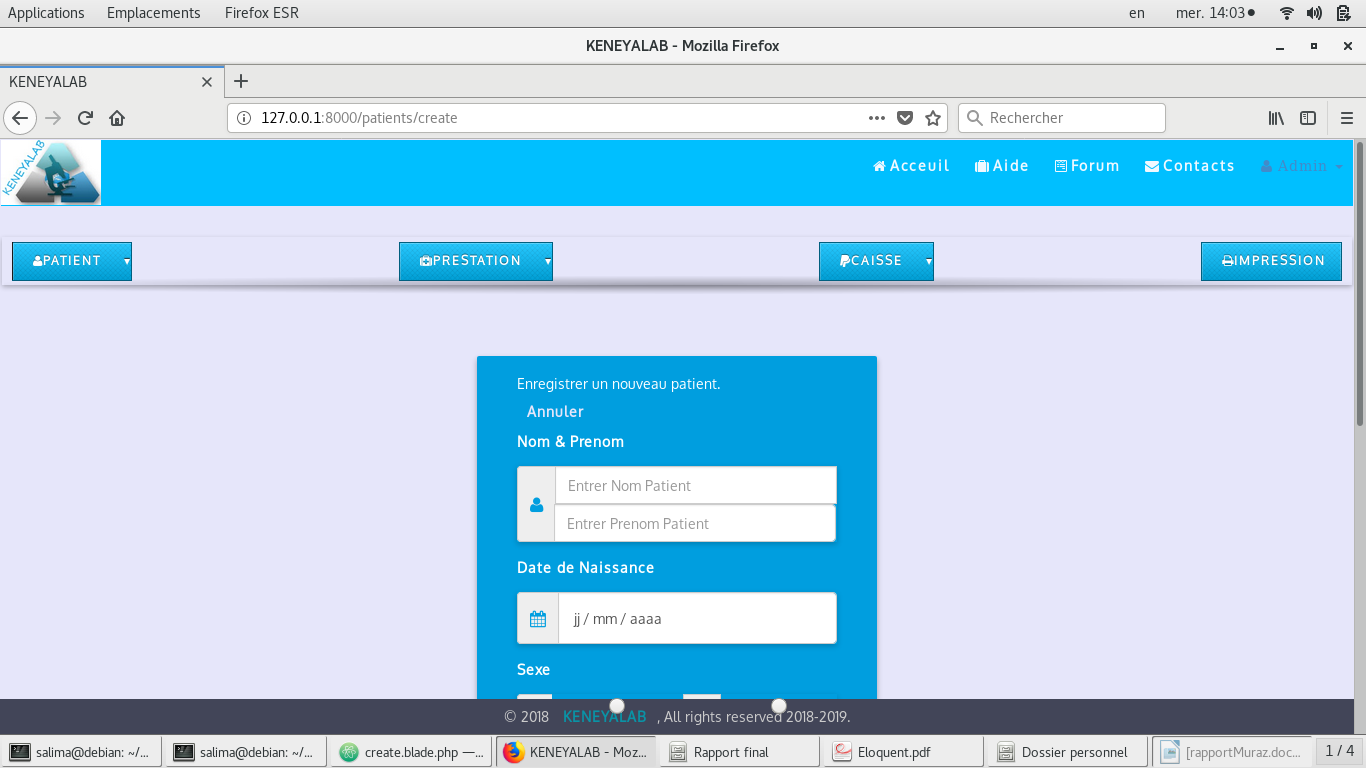 Applications Emplacements Firefox ESR en mer. 14:03
KENEYALAB - Mozilla Firefox
KENEYALAB
127.0.0.1:8000/patients/create Rechercher
KENEYALAB
Acceuil Aide Forum Contacts Admin
PATIENT PRESTATION CAISSE IMPRESSION
Enregistrer un nouveau patient.
Annuler
Nom & Prenom
Entrer Nom Patient
Entrer Prenom Patient
Date de Naissance
jj / mm / aaaa
Sexe
© 2018 KENEYALAB , All rights reserved 2018-2019.
salima@debian: ~/... salima@debian: ~/... create.blade.php —... KENEYALAB - Moz... Rapport final Eloquent.pdf Dossier personnel [rapportMuraz.doc... 1 / 4